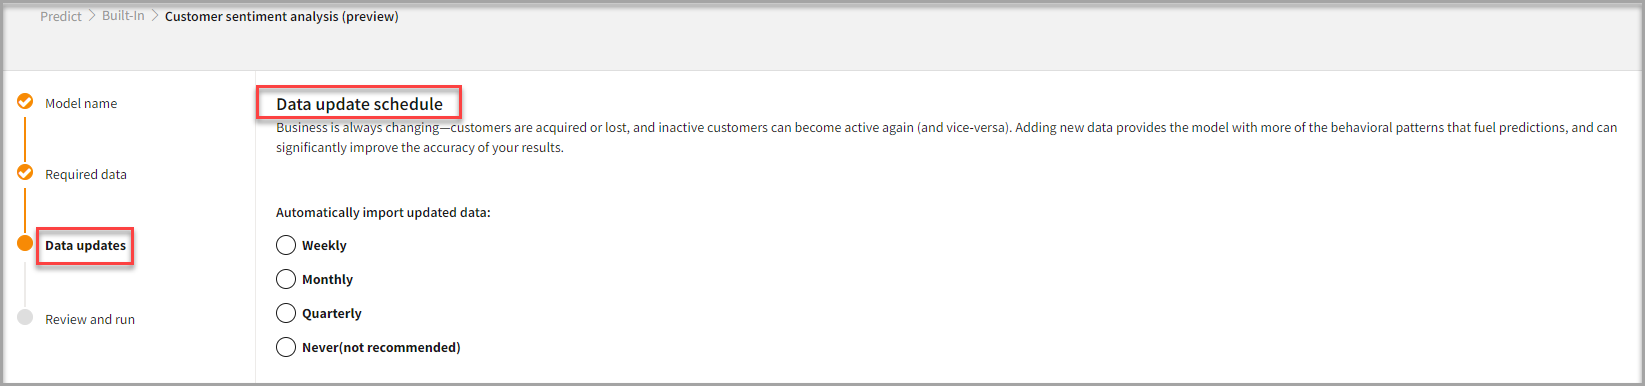 Predict > Built-In > Customer sentiment analysis (preview)
Model name
Required data
Data updates
Review and run
Data update schedule
Business is always changing—customers are acquired or lost, and inactive customers can become active again (and vice-versa). Adding new data provides the model with more of the behavioral patterns that fuel predictions, and can
significantly improve the accuracy of your results.
Automatically import updated data:
Weekly
Monthly
Quarterly
Never(not recommended)